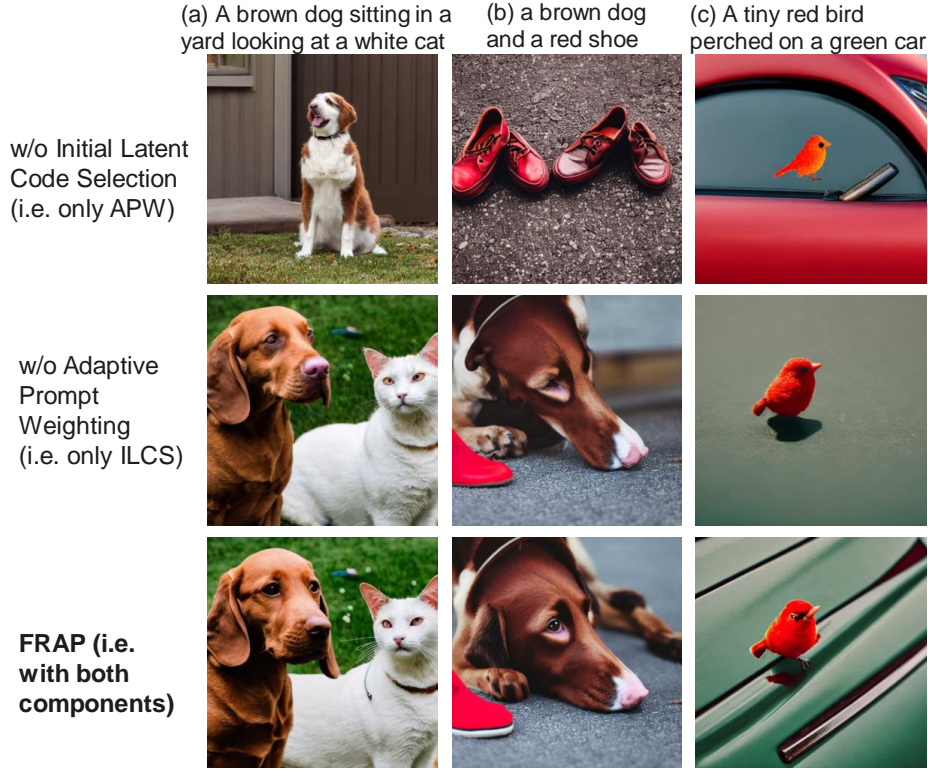 (a) A brown dog sitting in a
yard looking at a white cat
(b) a brown dog
and a red shoe
(c) A tiny red bird
perched on a green car
w/o Initial Latent
Code Selection
(i.e. only APW)
w/o Adaptive
Prompt
Weighting
(i.e. only ILCS)
FRAP (i.e.
with both
components)